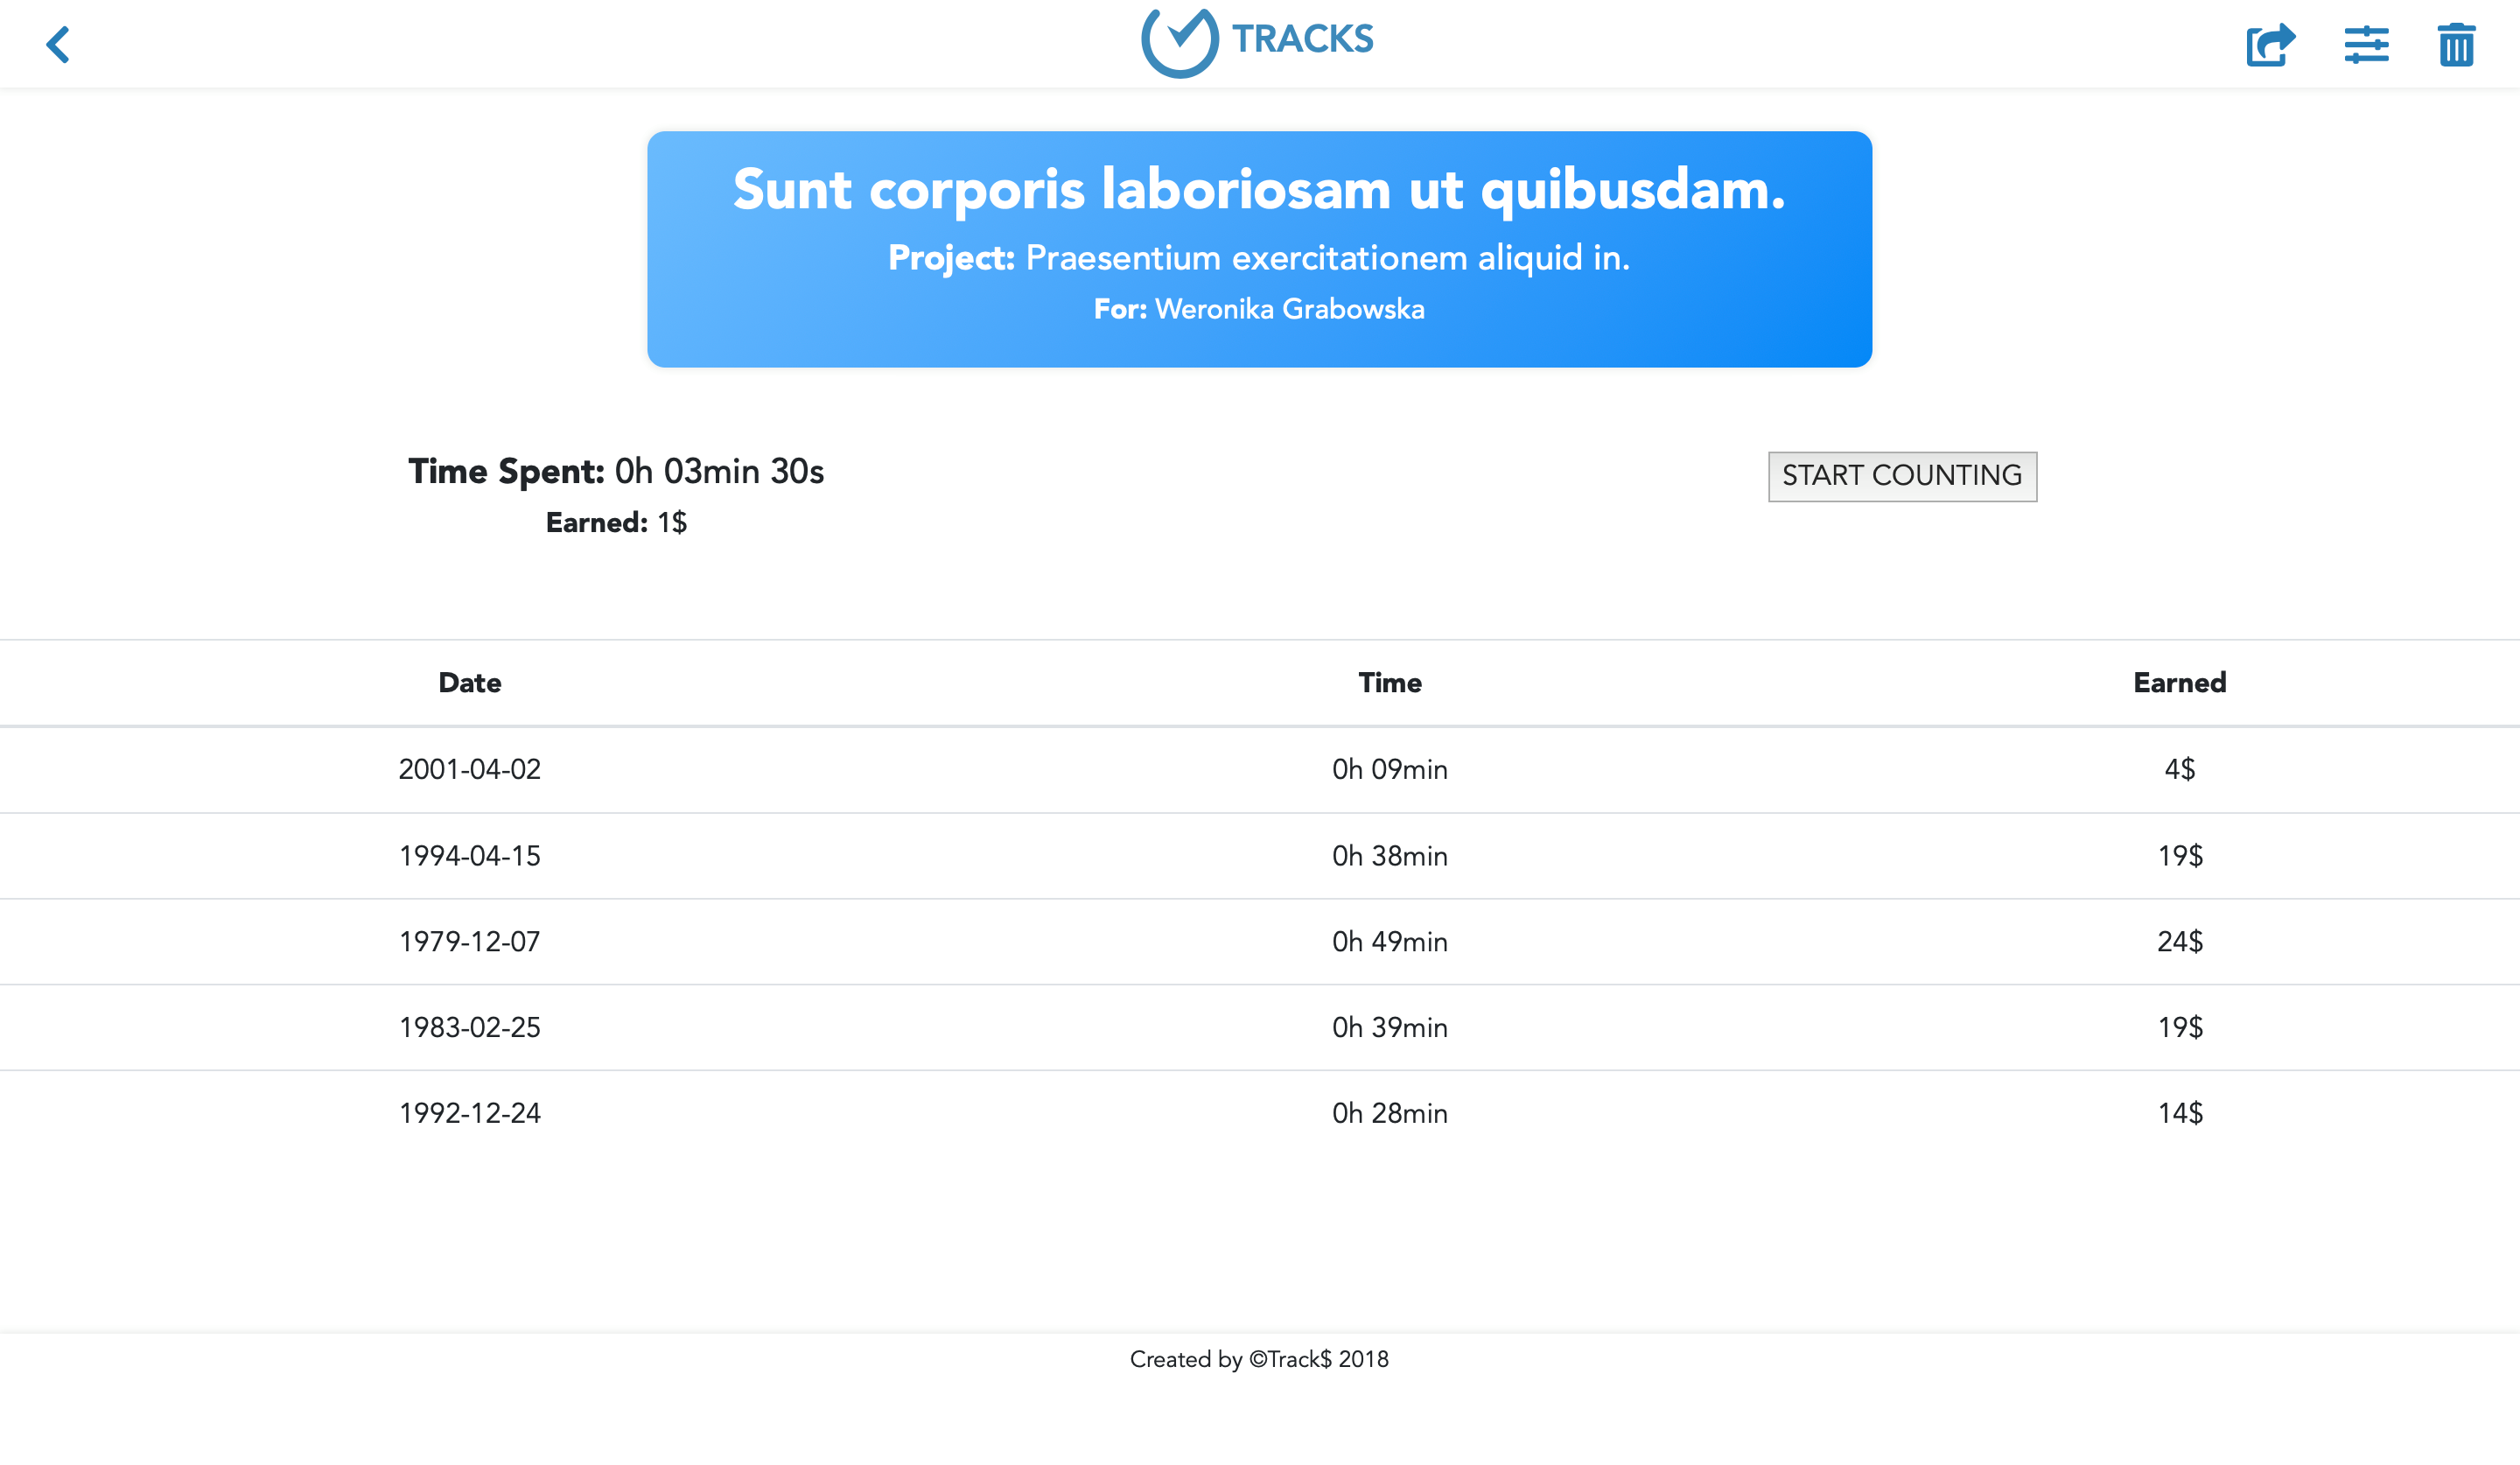 TRACKS
Sunt corporis laboriosam ut quibusdam.
Project: Praesentium exercitationem aliquid in.
For: Weronika Grabowska
Time Spent: 0h 03min 30s
Earned: 1$
START COUNTING
Date Time Earned
2001-04-02 0h 09min 4$
1994-04-15 0h 38min 19$
1979-12-07 0h 49min 24$
1983-02-25 0h 39min 19$
1992-12-24 0h 28min 14$
Created by ©Track$ 2018